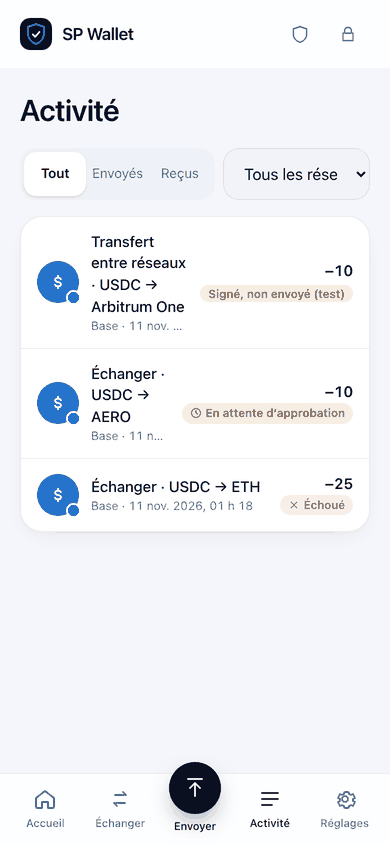 SP Wallet
Activité
Tout
Envoyés
Reçus
Tous les rése
Transfert
entre réseaux
· USDC →
Arbitrum One
Base · 11 nov. ...
−10
Signé, non envoyé (test)
Échanger ·
USDC →
AERO
Base · 11 n...
−10
En attente d’approbation
Échanger · USDC → ETH
Base · 11 nov. 2026, 01 h 18
−25
Échoué
Accueil
Échanger
Envoyer
Activité
Réglages